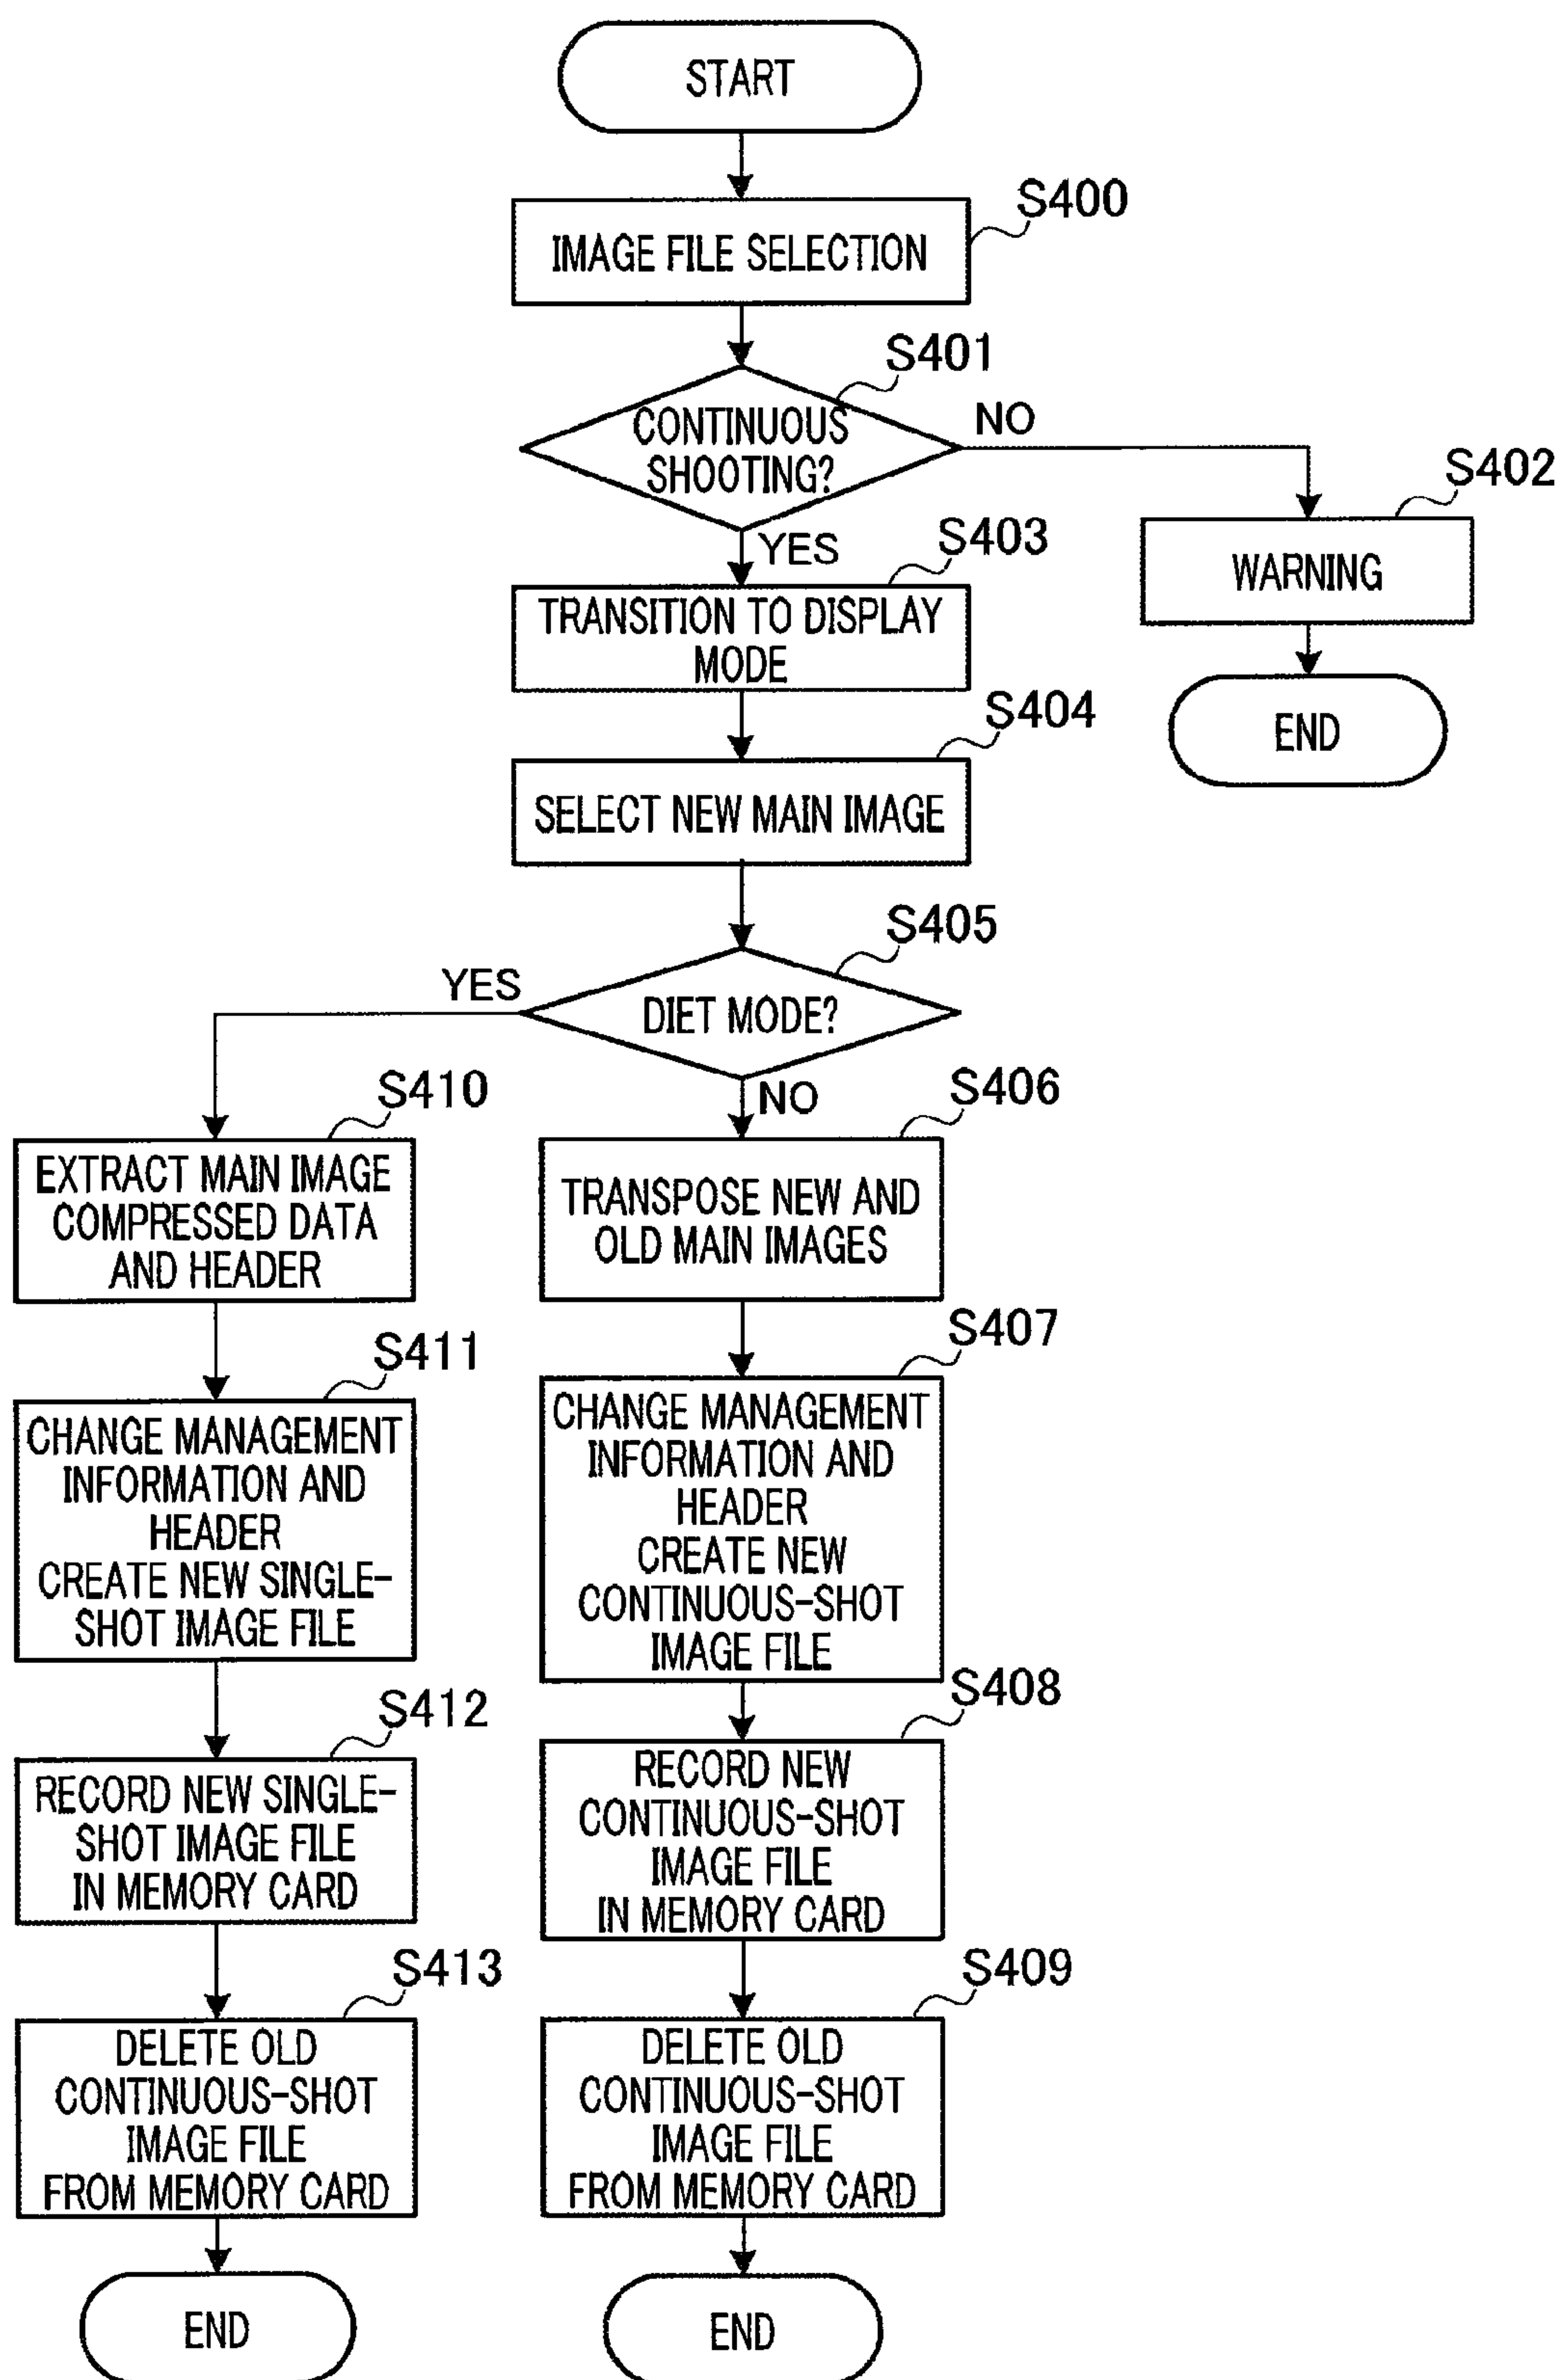 START
S400
IMAGE FILE SELECTION
S401
CONTINUOUS
SHOOTING?
NO
S402
WARNING
END
YES
S403
TRANSITION TO DISPLAY
MODE
S404
SELECT NEW MAIN IMAGE
S405
DIET MODE?
YES
S410
EXTRACT MAIN IMAGE
COMPRESSED DATA
AND HEADER
S411
CHANGE MANAGEMENT
INFORMATION AND
HEADER
CREATE NEW SINGLE-
SHOT IMAGE FILE
S412
RECORD NEW SINGLE-
SHOT IMAGE FILE
IN MEMORY CARD
S413
DELETE OLD
CONTINUOUS-SHOT
IMAGE FILE
FROM MEMORY CARD
END
NO
S406
TRANSPOSE NEW AND
OLD MAIN IMAGES
S407
CHANGE MANAGEMENT
INFORMATION AND
HEADER
CREATE NEW
CONTINUOUS-SHOT
IMAGE FILE
S408
RECORD NEW
CONTINUOUS-SHOT
IMAGE FILE
IN MEMORY CARD
S409
DELETE OLD
CONTINUOUS-SHOT
IMAGE FILE
FROM MEMORY CARD
END